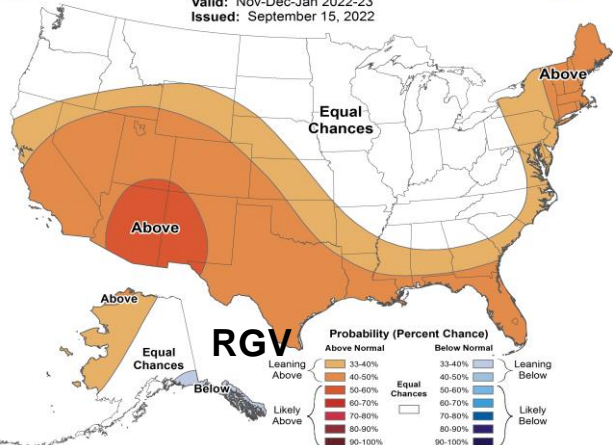 Valid: Nov-Dec-Jan 2022-23
Issued: September 15, 2022
Above
Equal
Chances
Above
Above
Equal
Chances
Below
RGV
Probability (Percent Chance)
Above Normal
Below Normal
Leaning
Above
33-40%
40-50%
50-60%
60-70%
70-80%
80-90%
90-100%
Likely
Above
Equal
Chances
33-40%
40-50%
50-60%
60-70%
70-80%
80-90%
90-100%
Leaning
Below
Likely
Below